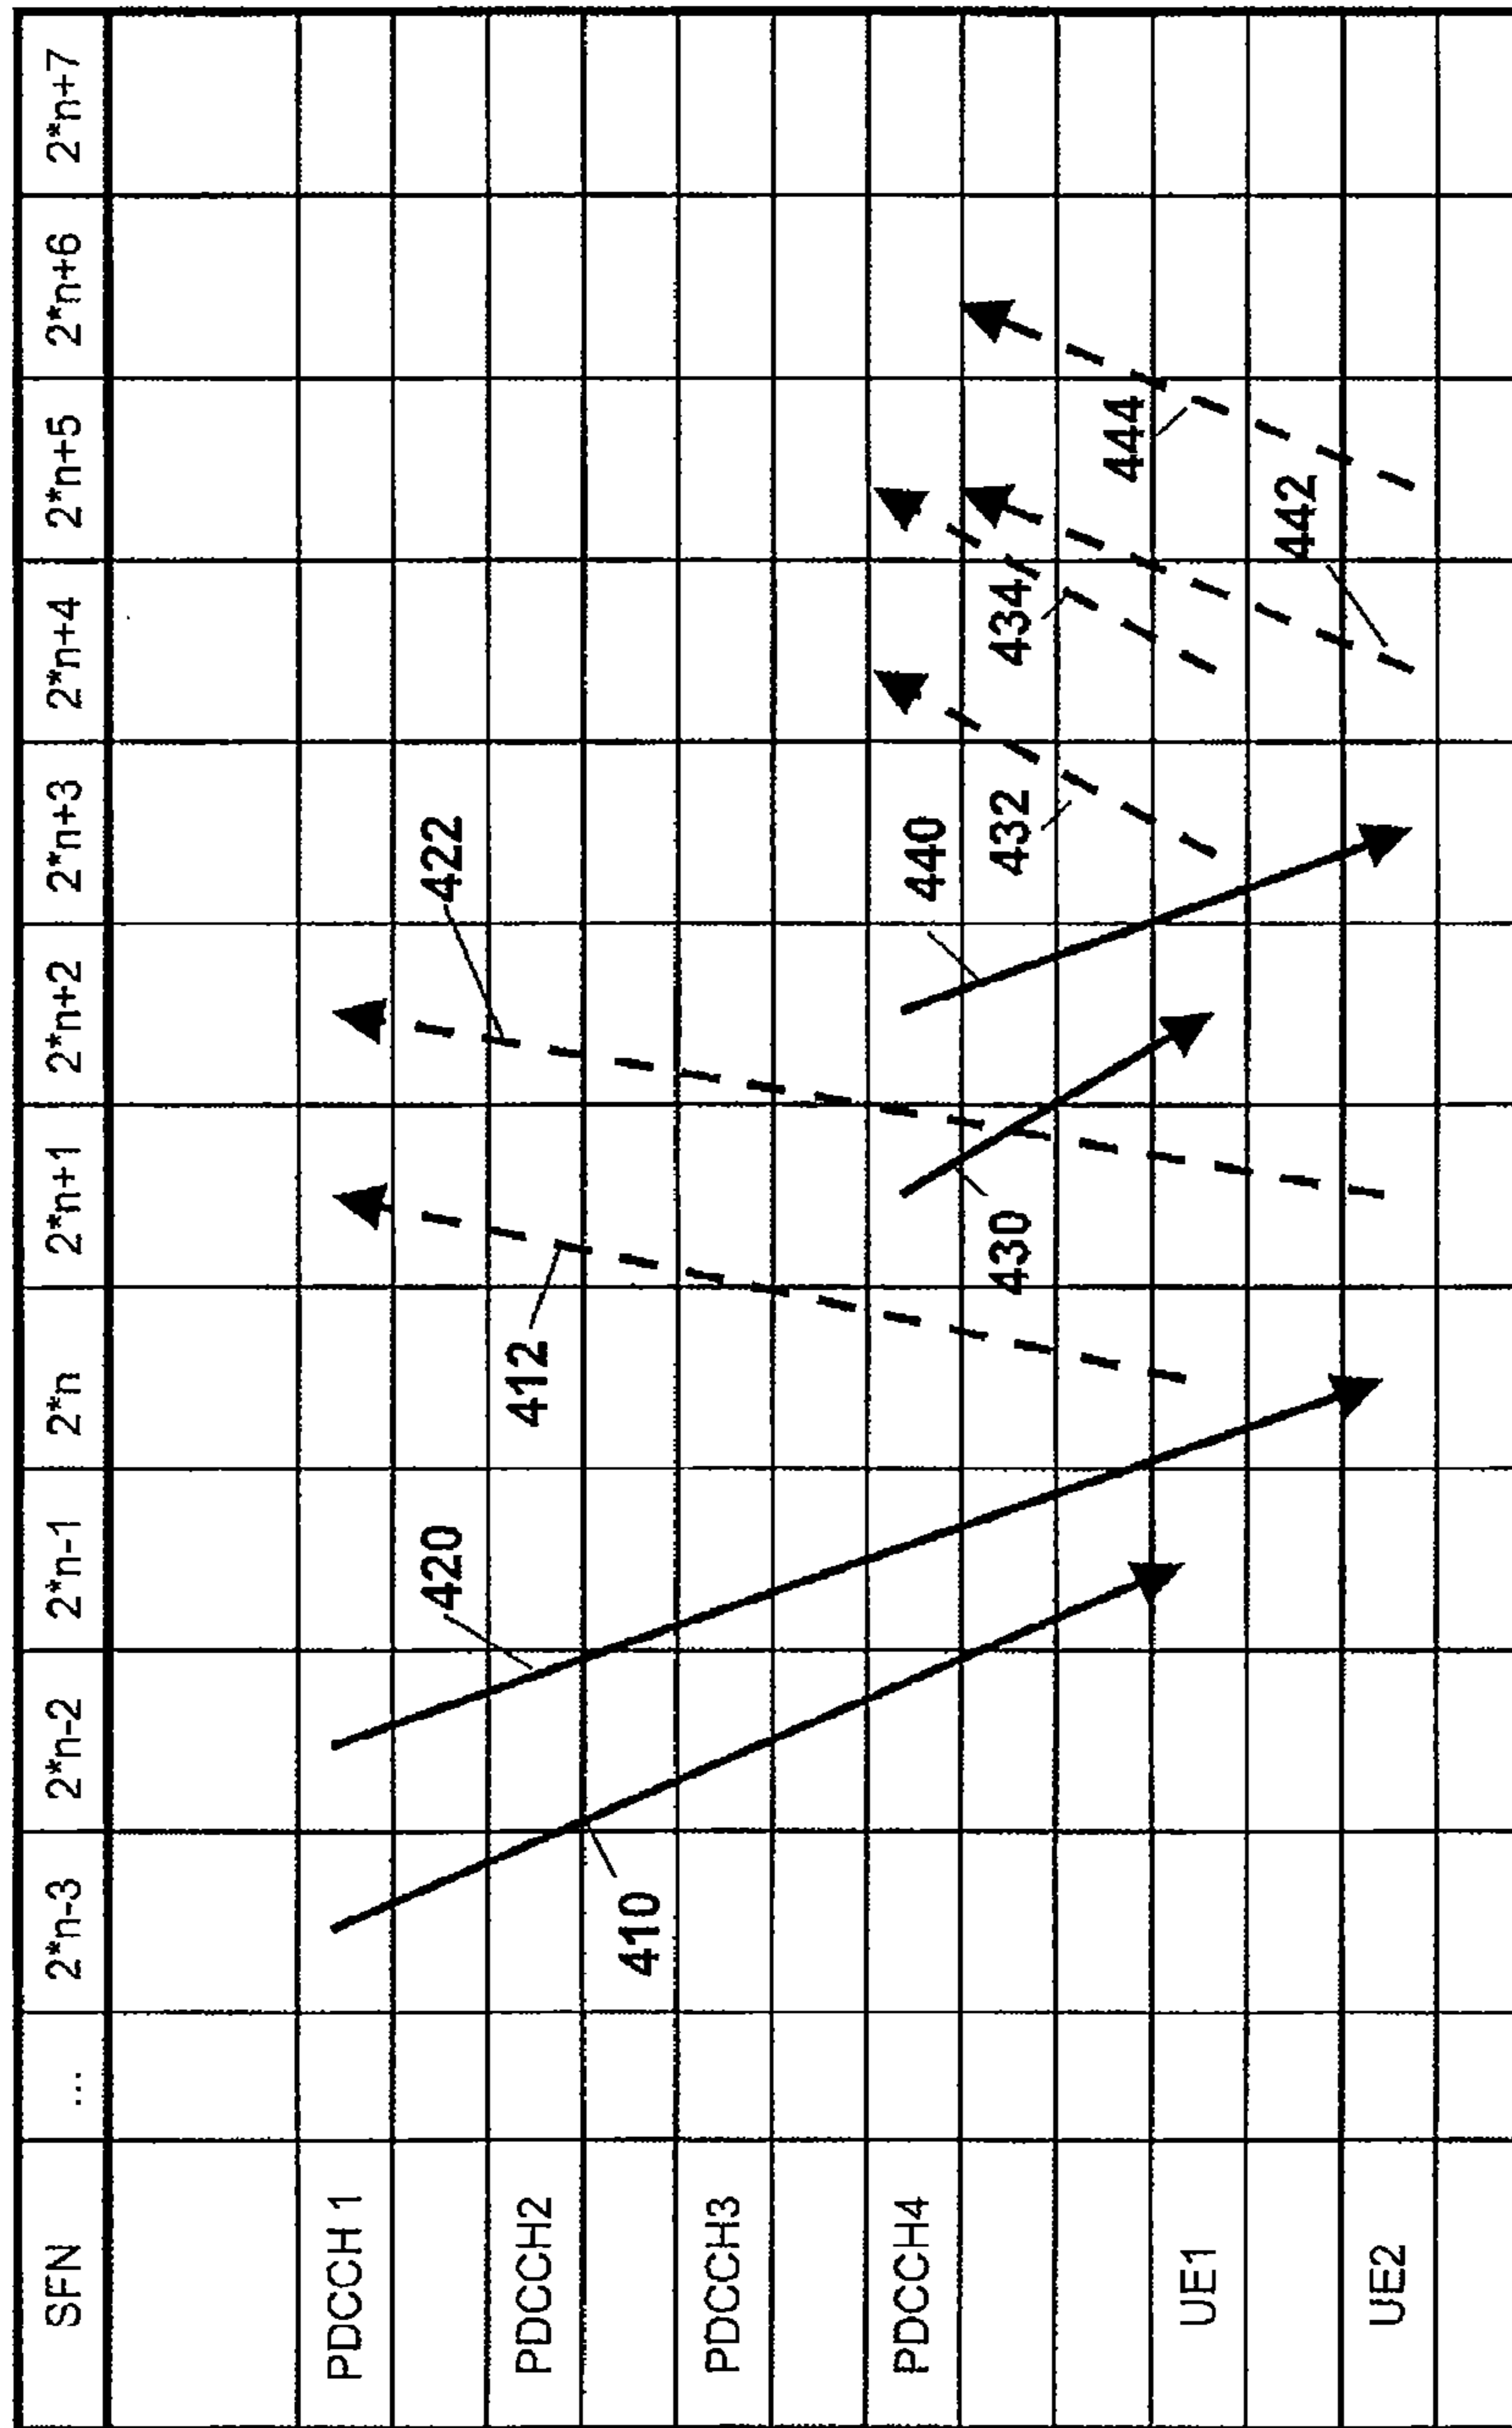 SFN ... 2*n-3 2*n-2 2*n-1 2*n 2*n+1 2*n+2 2*n+3 2*n+4 2*n+5 2*n+6 2*n+7
PDCCH 1
420 422
PDCCH2 412
410
PDCCH3
PDCCH4 440
430 432 434
444
UE1
442
UE2